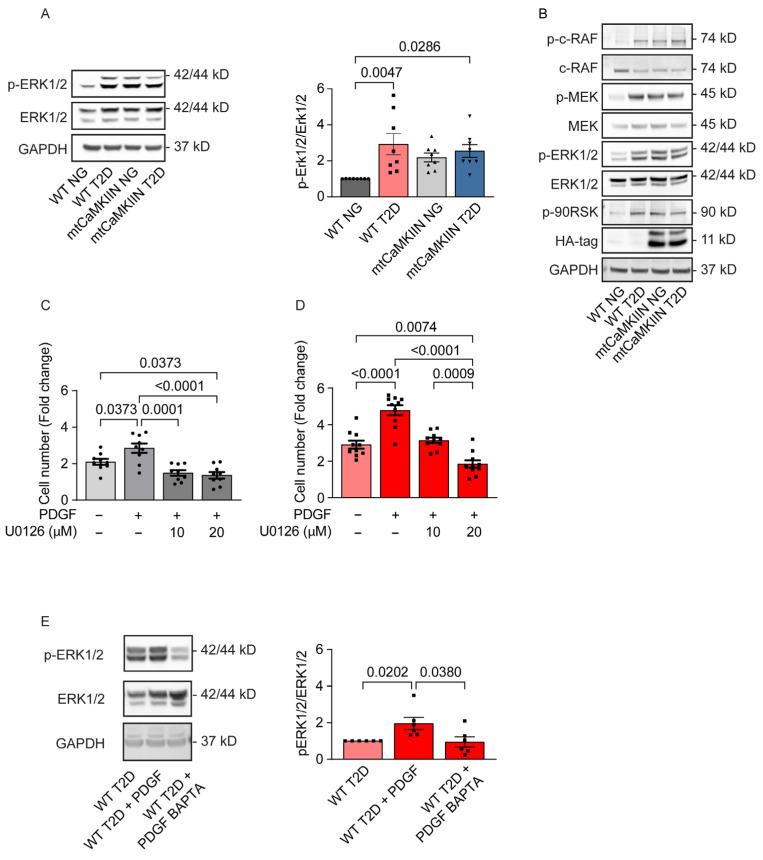 A
p-ERK1/2
42/44 kD
ERK1/2
42/44 kD
GAPDH
37 kD
WT NG
WT T2D
mtCaMKIIN NG
mtCaMKIIN T2D
p-Erk1/2/Erk1/2
6
4
2
0
0.0286
0.0047
WT NG
WT T2D
mtCaMKIIN NG
mtCaMKIIN T2D
B
p-c-RAF
74 kD
c-RAF
74 kD
p-MEK
45 kD
MEK
45 kD
p-ERK1/2
42/44 kD
ERK1/2
42/44 kD
p-90RSK
90 kD
HA-tag
11 kD
GAPDH
37 kD
WT NG
WT T2D
mtCaMKIIN NG
mtCaMKIIN T2D
C
Cell number (Fold change)
6
4
2
0
0.0373
<0.0001
0.0373
0.0001
PDGF
– + + +
U0126 (µM)
– – 10 20
D
Cell number (Fold change)
6
4
2
0
0.0074
<0.0001
<0.0001
0.0009
PDGF
– + + +
U0126 (µM)
– – 10 20
E
p-ERK1/2
42/44 kD
ERK1/2
42/44 kD
GAPDH
37 kD
WT T2D
WT T2D + PDGF
WT T2D +
PDGF BAPTA
pERK1/2/ERK1/2
6
4
2
0
0.0202
0.0380
WT T2D
WT T2D + PDGF
WT T2D +
PDGF BAPTA